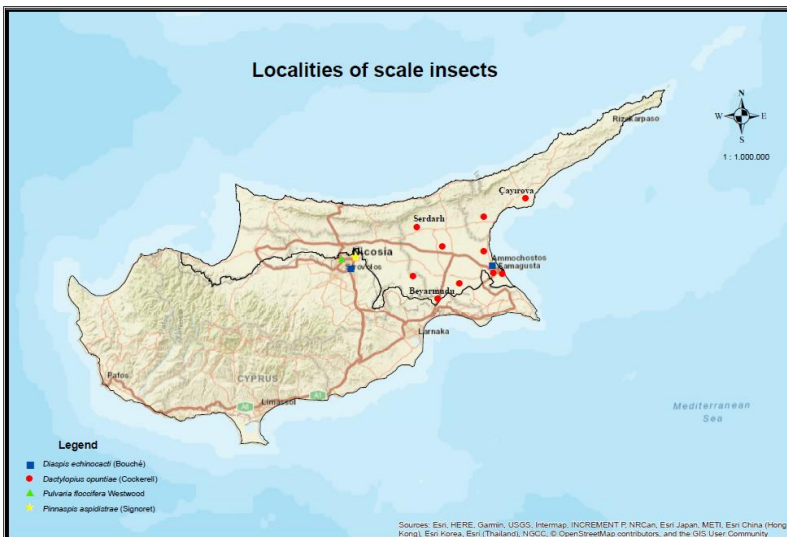 Localities of scale insects
N
W E
S
1 : 1.000.000
Rizokarpaso
Çayırova
Serdarlı
Nicosia
Ammochostos
Famagusta
Beyarmudu
Larnaka
CYPRUS
Pafos
A6
A1
Limassol
Mediterranean
Sea
Legend
Diaspis echinocacti (Bouché)
Dactylopius opuntiae (Cockerell)
Pulvaria floccifera Westwood
Pinnaspis aspidistrae (Signoret)
Sources: Esri, HERE, Garmin, USGS, Intermap, INCREMENT P, NRCan, Esri Japan, METI, Esri China (Hong
Kong), Esri Korea, Esri (Thailand), NGCC, © OpenStreetMap contributors, and the GIS User Community